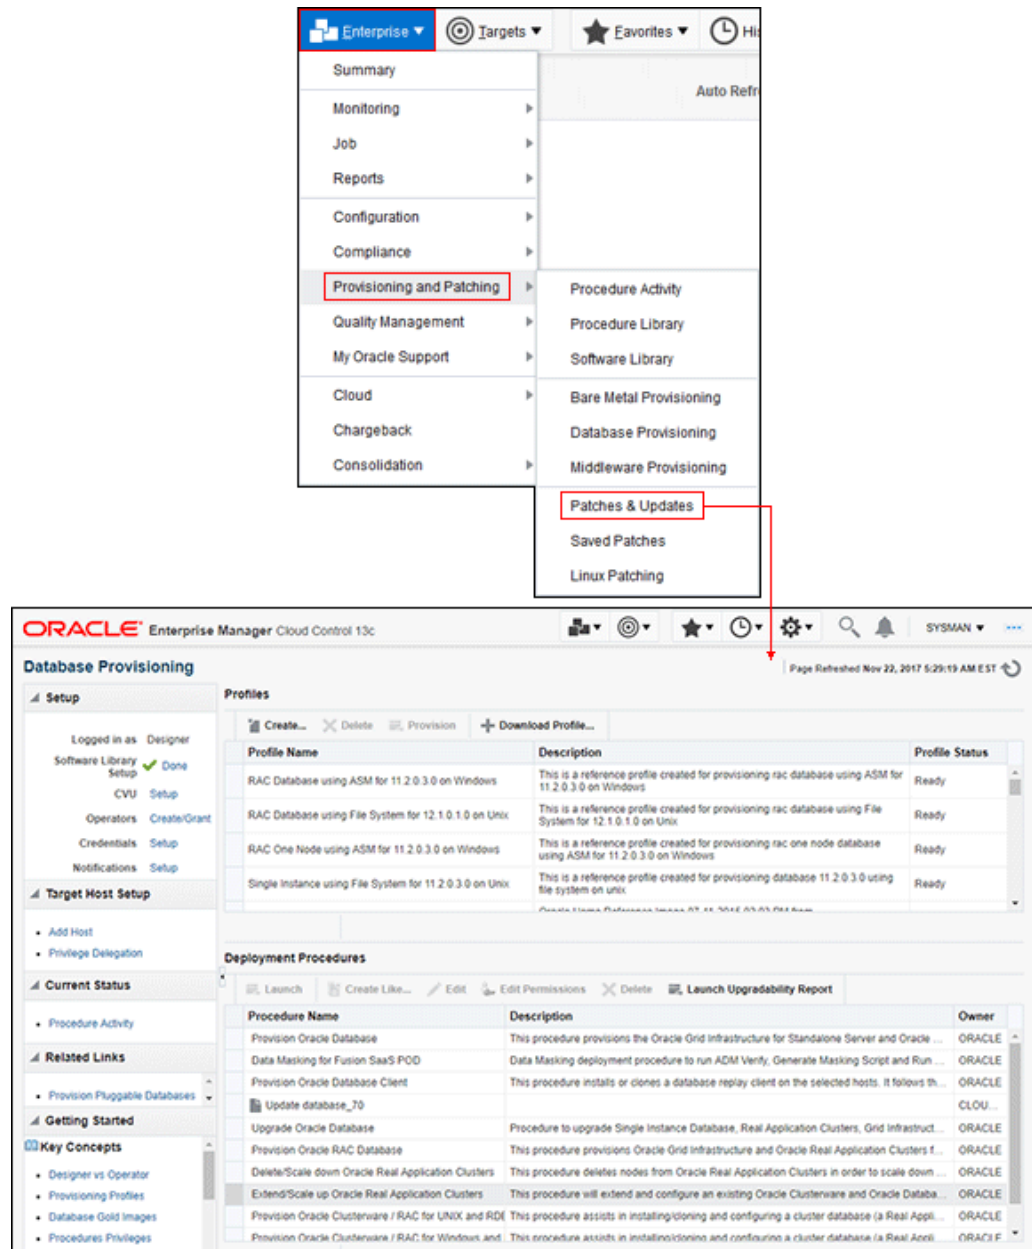 Enterprise Targets Favorites
Summary
Auto Refr
Monitoring
Job
Reports
Configuration
Compliance
Provisioning and Patching
Procedure Activity
Quality Management
Procedure Library
My Oracle Support
Software Library
Cloud
Bare Metal Provisioning
Chargeback
Database Provisioning
Consolidation
Middleware Provisioning
Patches & Updates
Saved Patches
Linux Patching
ORACLE Enterprise Manager Cloud Control 13c SYSMAN
Database Provisioning
Page Refreshed Nov 22, 2017 5:29:19 AM EST
Setup
Logged in as Designer
Software Library Setup Done
CVU Setup
Operators Create/Grant
Credentials Setup
Notifications Setup
Target Host Setup
Add Host
Privilege Delegation
Current Status
Procedure Activity
Related Links
Provision Pluggable Databases
Getting Started
Key Concepts
Designer vs Operator
Provisioning Profiles
Database Gold Images
Procedures Privileges
Profiles
Create... Delete Provision Download Profile...
Profile Name Description Profile Status
RAC Database using ASM for 11.2.0.3.0 on Windows This is a reference profile created for provisioning rac database using ASM for 11.2.0.3.0 on Windows Ready
RAC Database using File System for 12.1.0.1.0 on Unix This is a reference profile created for provisioning rac database using File System for 12.1.0.1.0 on Unix Ready
RAC One Node using ASM for 11.2.0.3.0 on Windows This is a reference profile created for provisioning rac one node database using ASM for 11.2.0.3.0 on Windows Ready
Single Instance using File System for 11.2.0.3.0 on Unix This is a reference profile created for provisioning database 11.2.0.3.0 using file system on unix Ready
Deployment Procedures
Launch Create Like... Edit Edit Permissions Delete Launch Upgradability Report
Procedure Name Description Owner
Provision Oracle Database This procedure provisions the Oracle Grid Infrastructure for Standalone Server and Oracle ... ORACLE
Data Masking for Fusion SaaS POD Data Masking deployment procedure to run ADM Verify, Generate Masking Script and Run ... ORACLE
Provision Oracle Database Client This procedure installs or clones a database replay client on the selected hosts. It follows th... ORACLE
Update database_70 CLOU...
Upgrade Oracle Database Procedure to upgrade Single Instance Database, Real Application Clusters, Grid Infrastruct... ORACLE
Provision Oracle RAC Database This procedure provisions Oracle Grid Infrastructure and Oracle Real Application Clusters f... ORACLE
Delete/Scale down Oracle Real Application Clusters This procedure deletes nodes from Oracle Real Application Clusters in order to scale down ... ORACLE
Extend/Scale up Oracle Real Application Clusters This procedure will extend and configure an existing Oracle Clusterware and Oracle Databa... ORACLE
Provision Oracle Clusterware / RAC for UNIX and RDE This procedure assists in installing/cloning and configuring a cluster database (a Real Appli... ORACLE
Provision Oracle Clusterware / RAC for Windows and This procedure assists in installing/cloning and configuring a cluster database (a Real Appli ORACLE